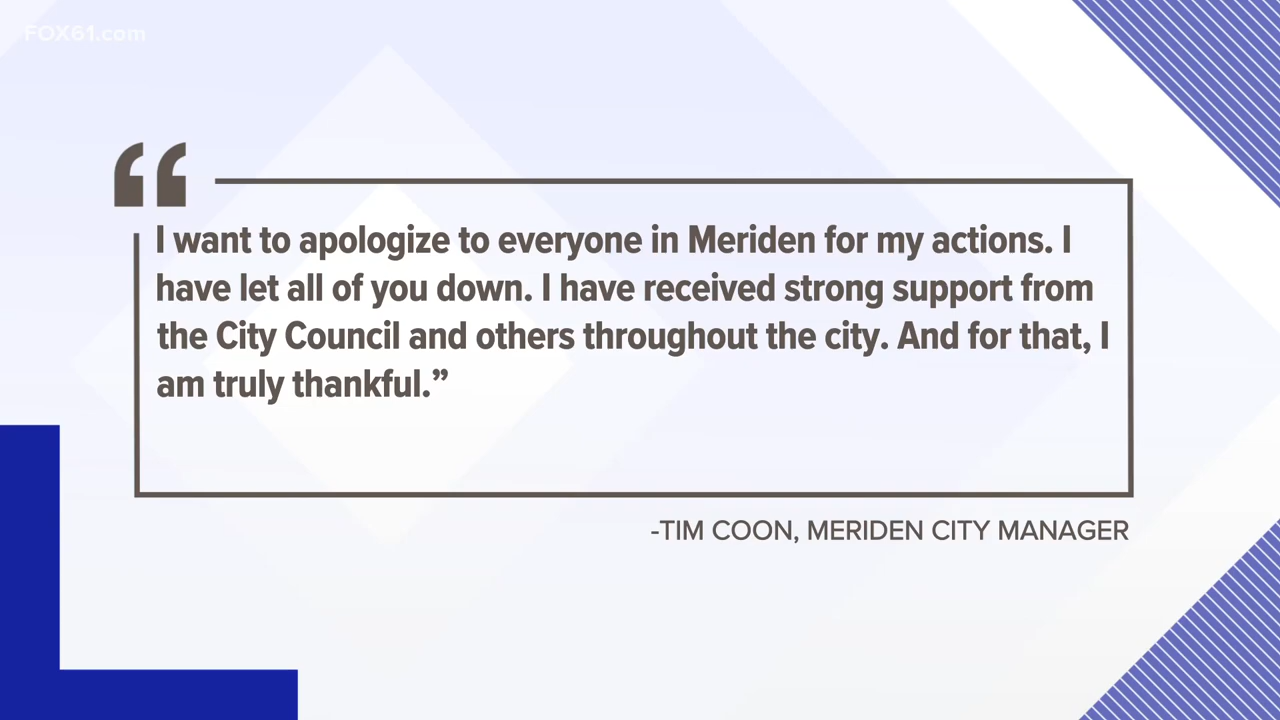 FOX61.com
“
I want to apologize to everyone in Meriden for my actions. I
have let all of you down. I have received strong support from
the City Council and others throughout the city. And for that, I
am truly thankful.”
-TIM COON, MERIDEN CITY MANAGER